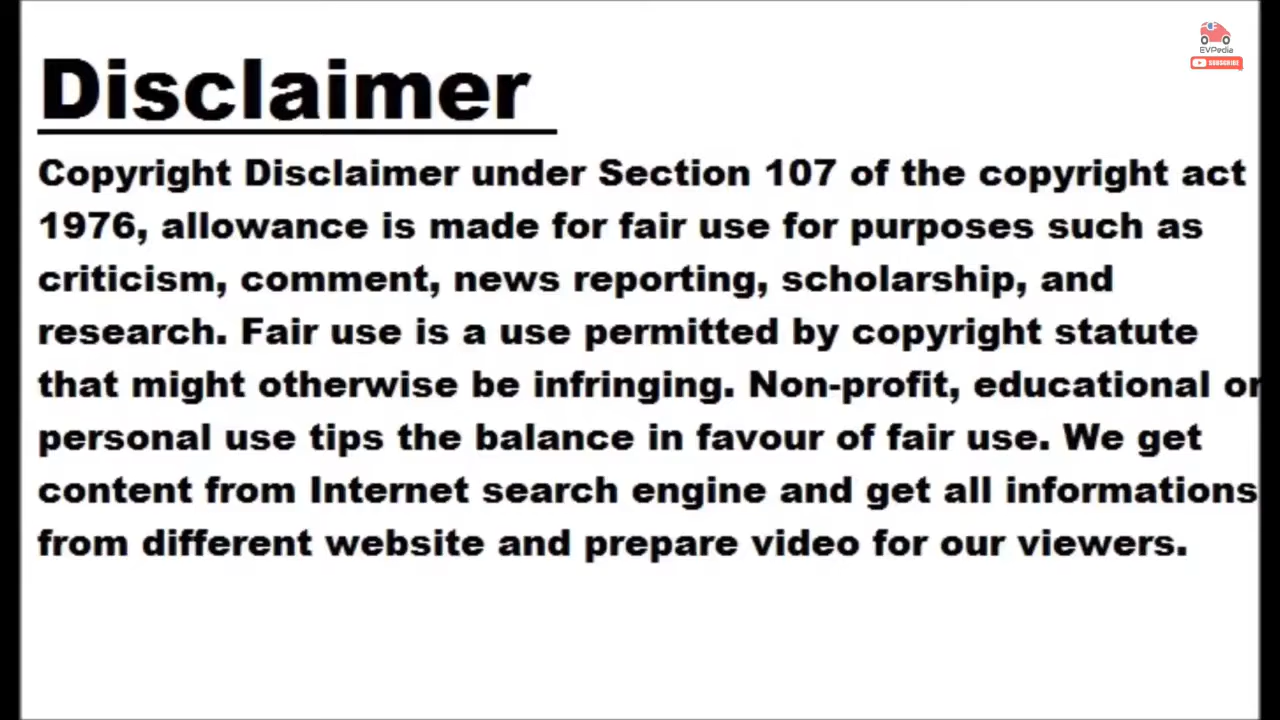 EVPedia
SUBSCRIBE
Disclaimer
Copyright Disclaimer under Section 107 of the copyright act
1976, allowance is made for fair use for purposes such as
criticism, comment, news reporting, scholarship, and
research. Fair use is a use permitted by copyright statute
that might otherwise be infringing. Non-profit, educational or
personal use tips the balance in favour of fair use. We get
content from Internet search engine and get all informations
from different website and prepare video for our viewers.